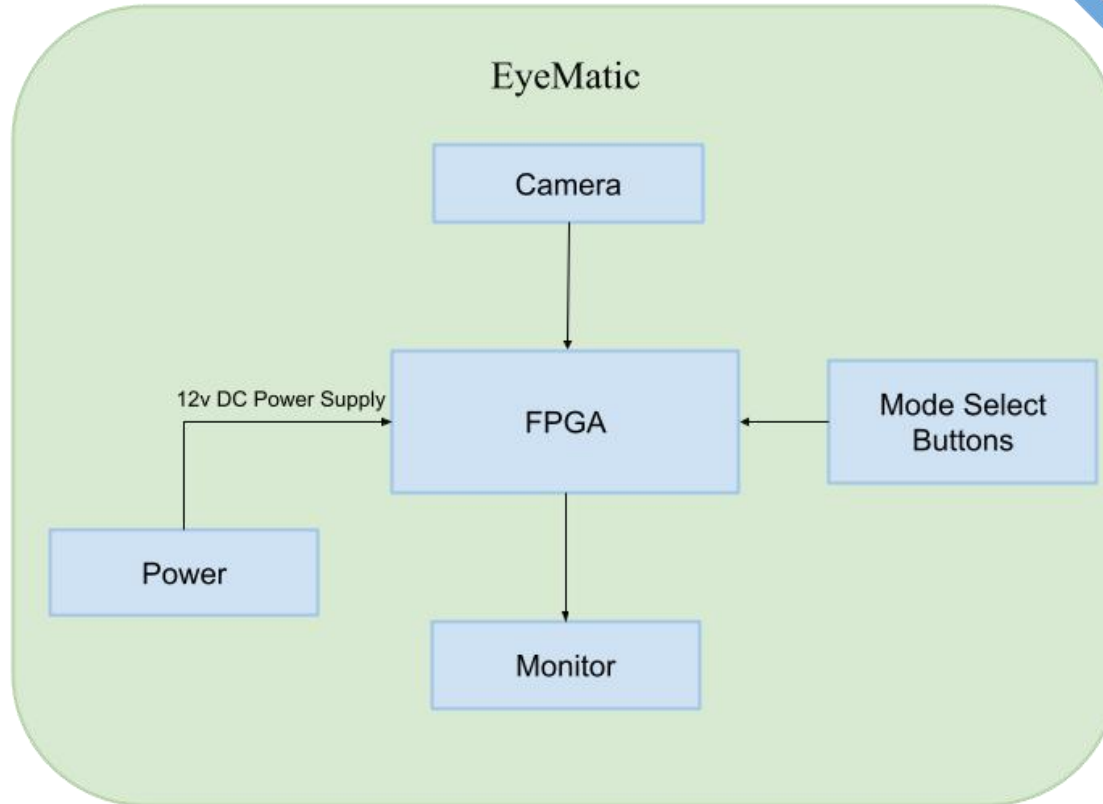 EyeMatic
Camera
12v DC Power Supply
FPGA
Mode Select
Buttons
Power
Monitor